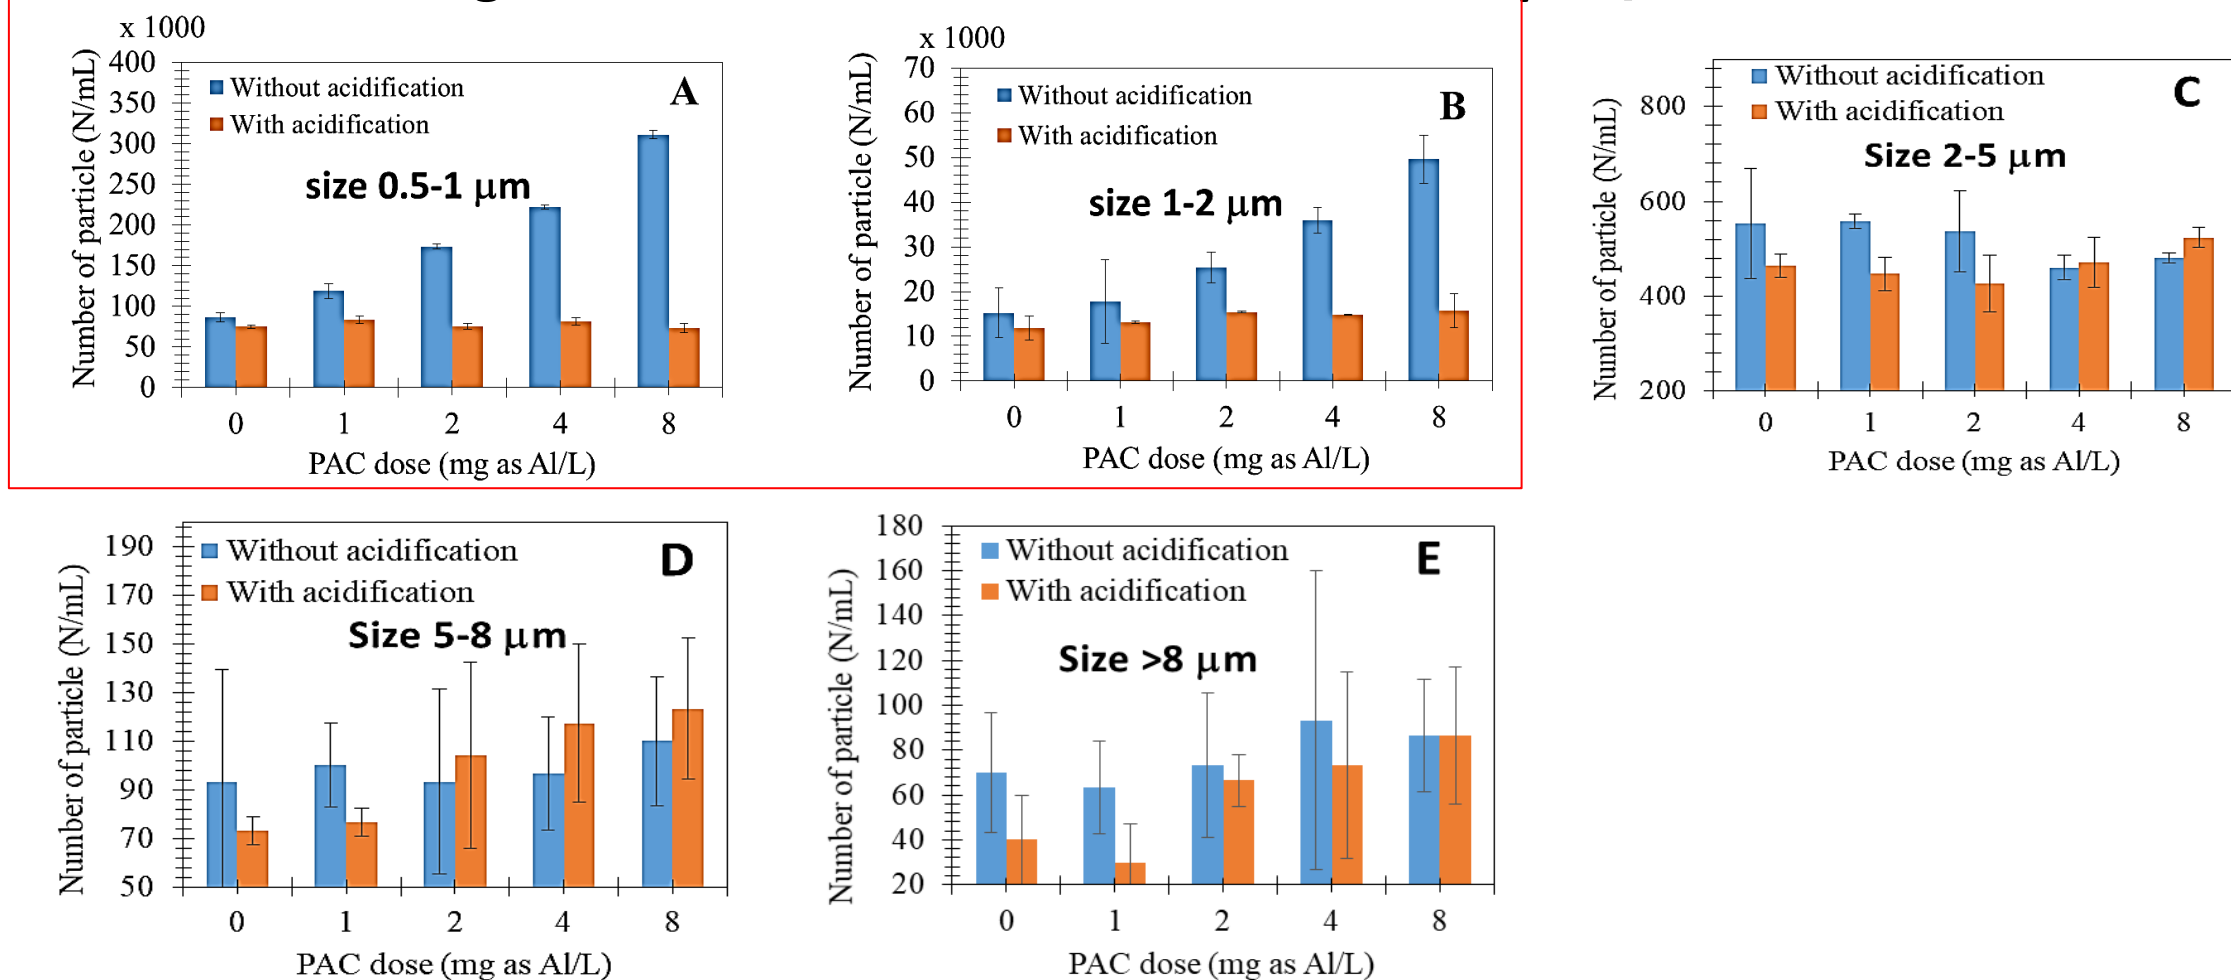 x 1000
400
350
300
250
200
150
100
50
0
Number of particle (N/mL)
Without acidification
With acidification
A
size 0.5-1 μm
0 1 2 4 8
PAC dose (mg as Al/L)
x 1000
70
60
50
40
30
20
10
0
Number of particle (N/mL)
Without acidification
With acidification
B
size 1-2 μm
0 1 2 4 8
PAC dose (mg as Al/L)
800
600
400
200
Number of particle (N/mL)
Without acidification
With acidification
C
Size 2-5 μm
0 1 2 4 8
PAC dose (mg as Al/L)
190
170
150
130
110
90
70
50
Number of particle (N/mL)
Without acidification
With acidification
D
Size 5-8 μm
0 1 2 4 8
PAC dose (mg as Al/L)
180
160
140
120
100
80
60
40
20
Number of particle (N/mL)
Without acidification
With acidification
E
Size >8 μm
0 1 2 4 8
PAC dose (mg as Al/L)